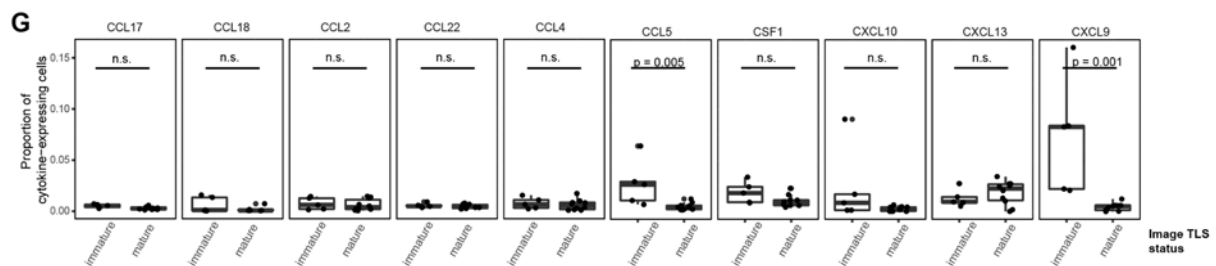 G
CCL17 CCL18 CCL2 CCL22 CCL4 CCL5 CSF1 CXCL10 CXCL13 CXCL9
Proportion of
cytokine−expressing cells
0.15
0.10
0.05
0.00
n.s. n.s. n.s. n.s. n.s. p = 0.005 n.s. n.s. n.s. p = 0.001
immature mature immature mature immature mature immature mature immature mature immature mature immature mature immature mature immature mature immature mature
Image TLS
status